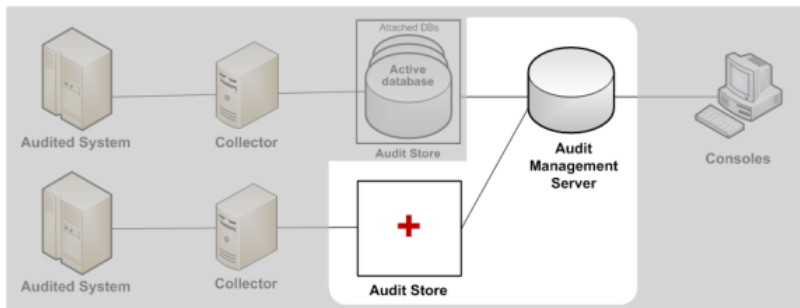 Attached DBs
Active
database
Audited System
Collector
Audit Store
Audit
Management
Server
Consoles
Audited System
Collector
Audit Store